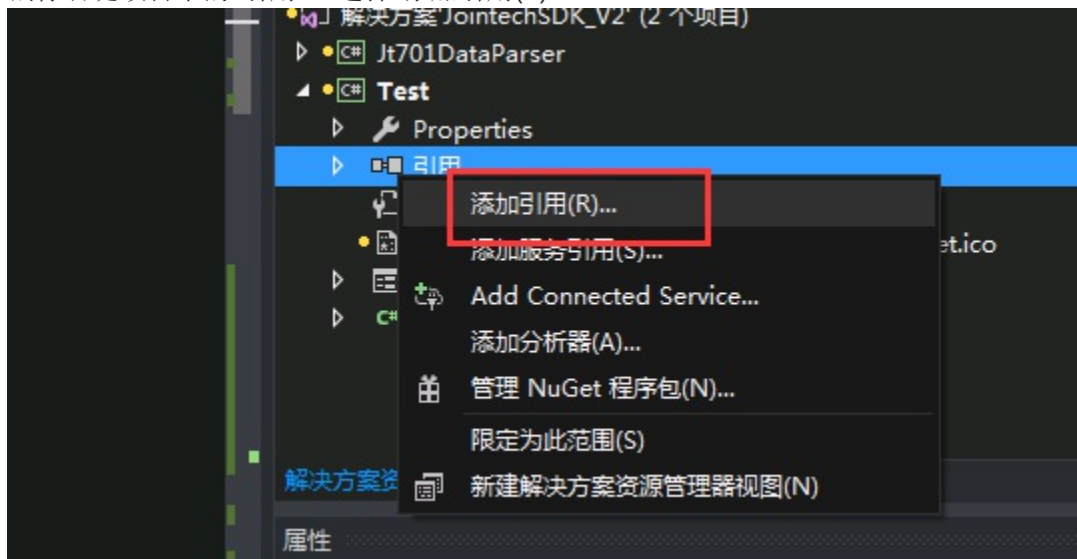 解决方案'JointechSDK_V2' (2 个项目)
C# Jt701DataParser
C# Test
Properties
引用
添加引用(R)...
添加服务引用(S)...
et.ico
Add Connected Service...
C#
添加分析器(A)...
管理 NuGet 程序包(N)...
限定为此范围(S)
解决方案资
新建解决方案资源管理器视图(N)
属性